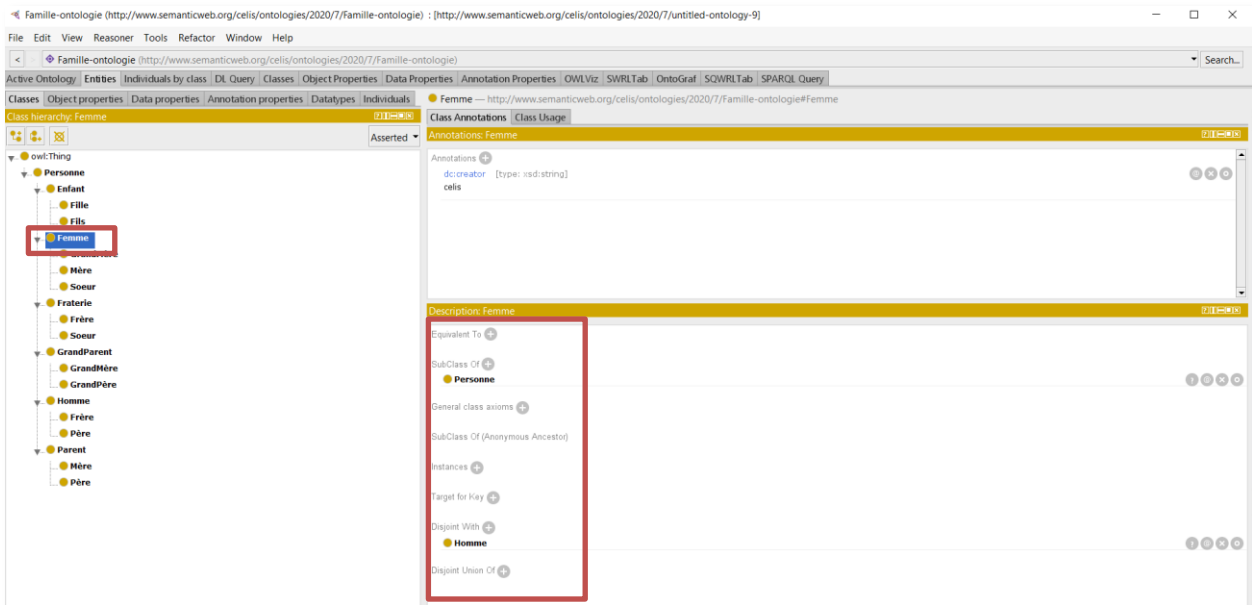 Famille-ontologie (http://www.semanticweb.org/celis/ontologies/2020/7/Famille-ontologie) : [http://www.semanticweb.org/celis/ontologies/2020/7/untitled-ontology-9]
File Edit View Reasoner Tools Refactor Window Help
< Famille-ontologie (http://www.semanticweb.org/celis/ontologies/2020/7/Famille-ontologie) Search...
Active Ontology Entities Individuals by class DL Query Classes Object Properties Data Properties Annotation Properties OWLViz SWRLTab OntoGraf SQWRLTab SPARQL Query
Classes Object properties Data properties Annotation properties Datatypes Individuals
Class hierarchy: Femme
Asserted
owl:Thing
Personne
Enfant
Fille
Fils
Femme
Mère
Soeur
Fraterie
Frère
Soeur
GrandParent
GrandMère
GrandPère
Homme
Frère
Père
Parent
Mère
Père
Femme — http://www.semanticweb.org/celis/ontologies/2020/7/Famille-ontologie#Femme
Class Annotations Class Usage
Annotations: Femme
Annotations
dc:creator [type: xsd:string]
celis
Description: Femme
Equivalent To
SubClass Of
Personne
General class axioms
SubClass Of (Anonymous Ancestor)
Instances
Target for Key
Disjoint With
Homme
Disjoint Union Of